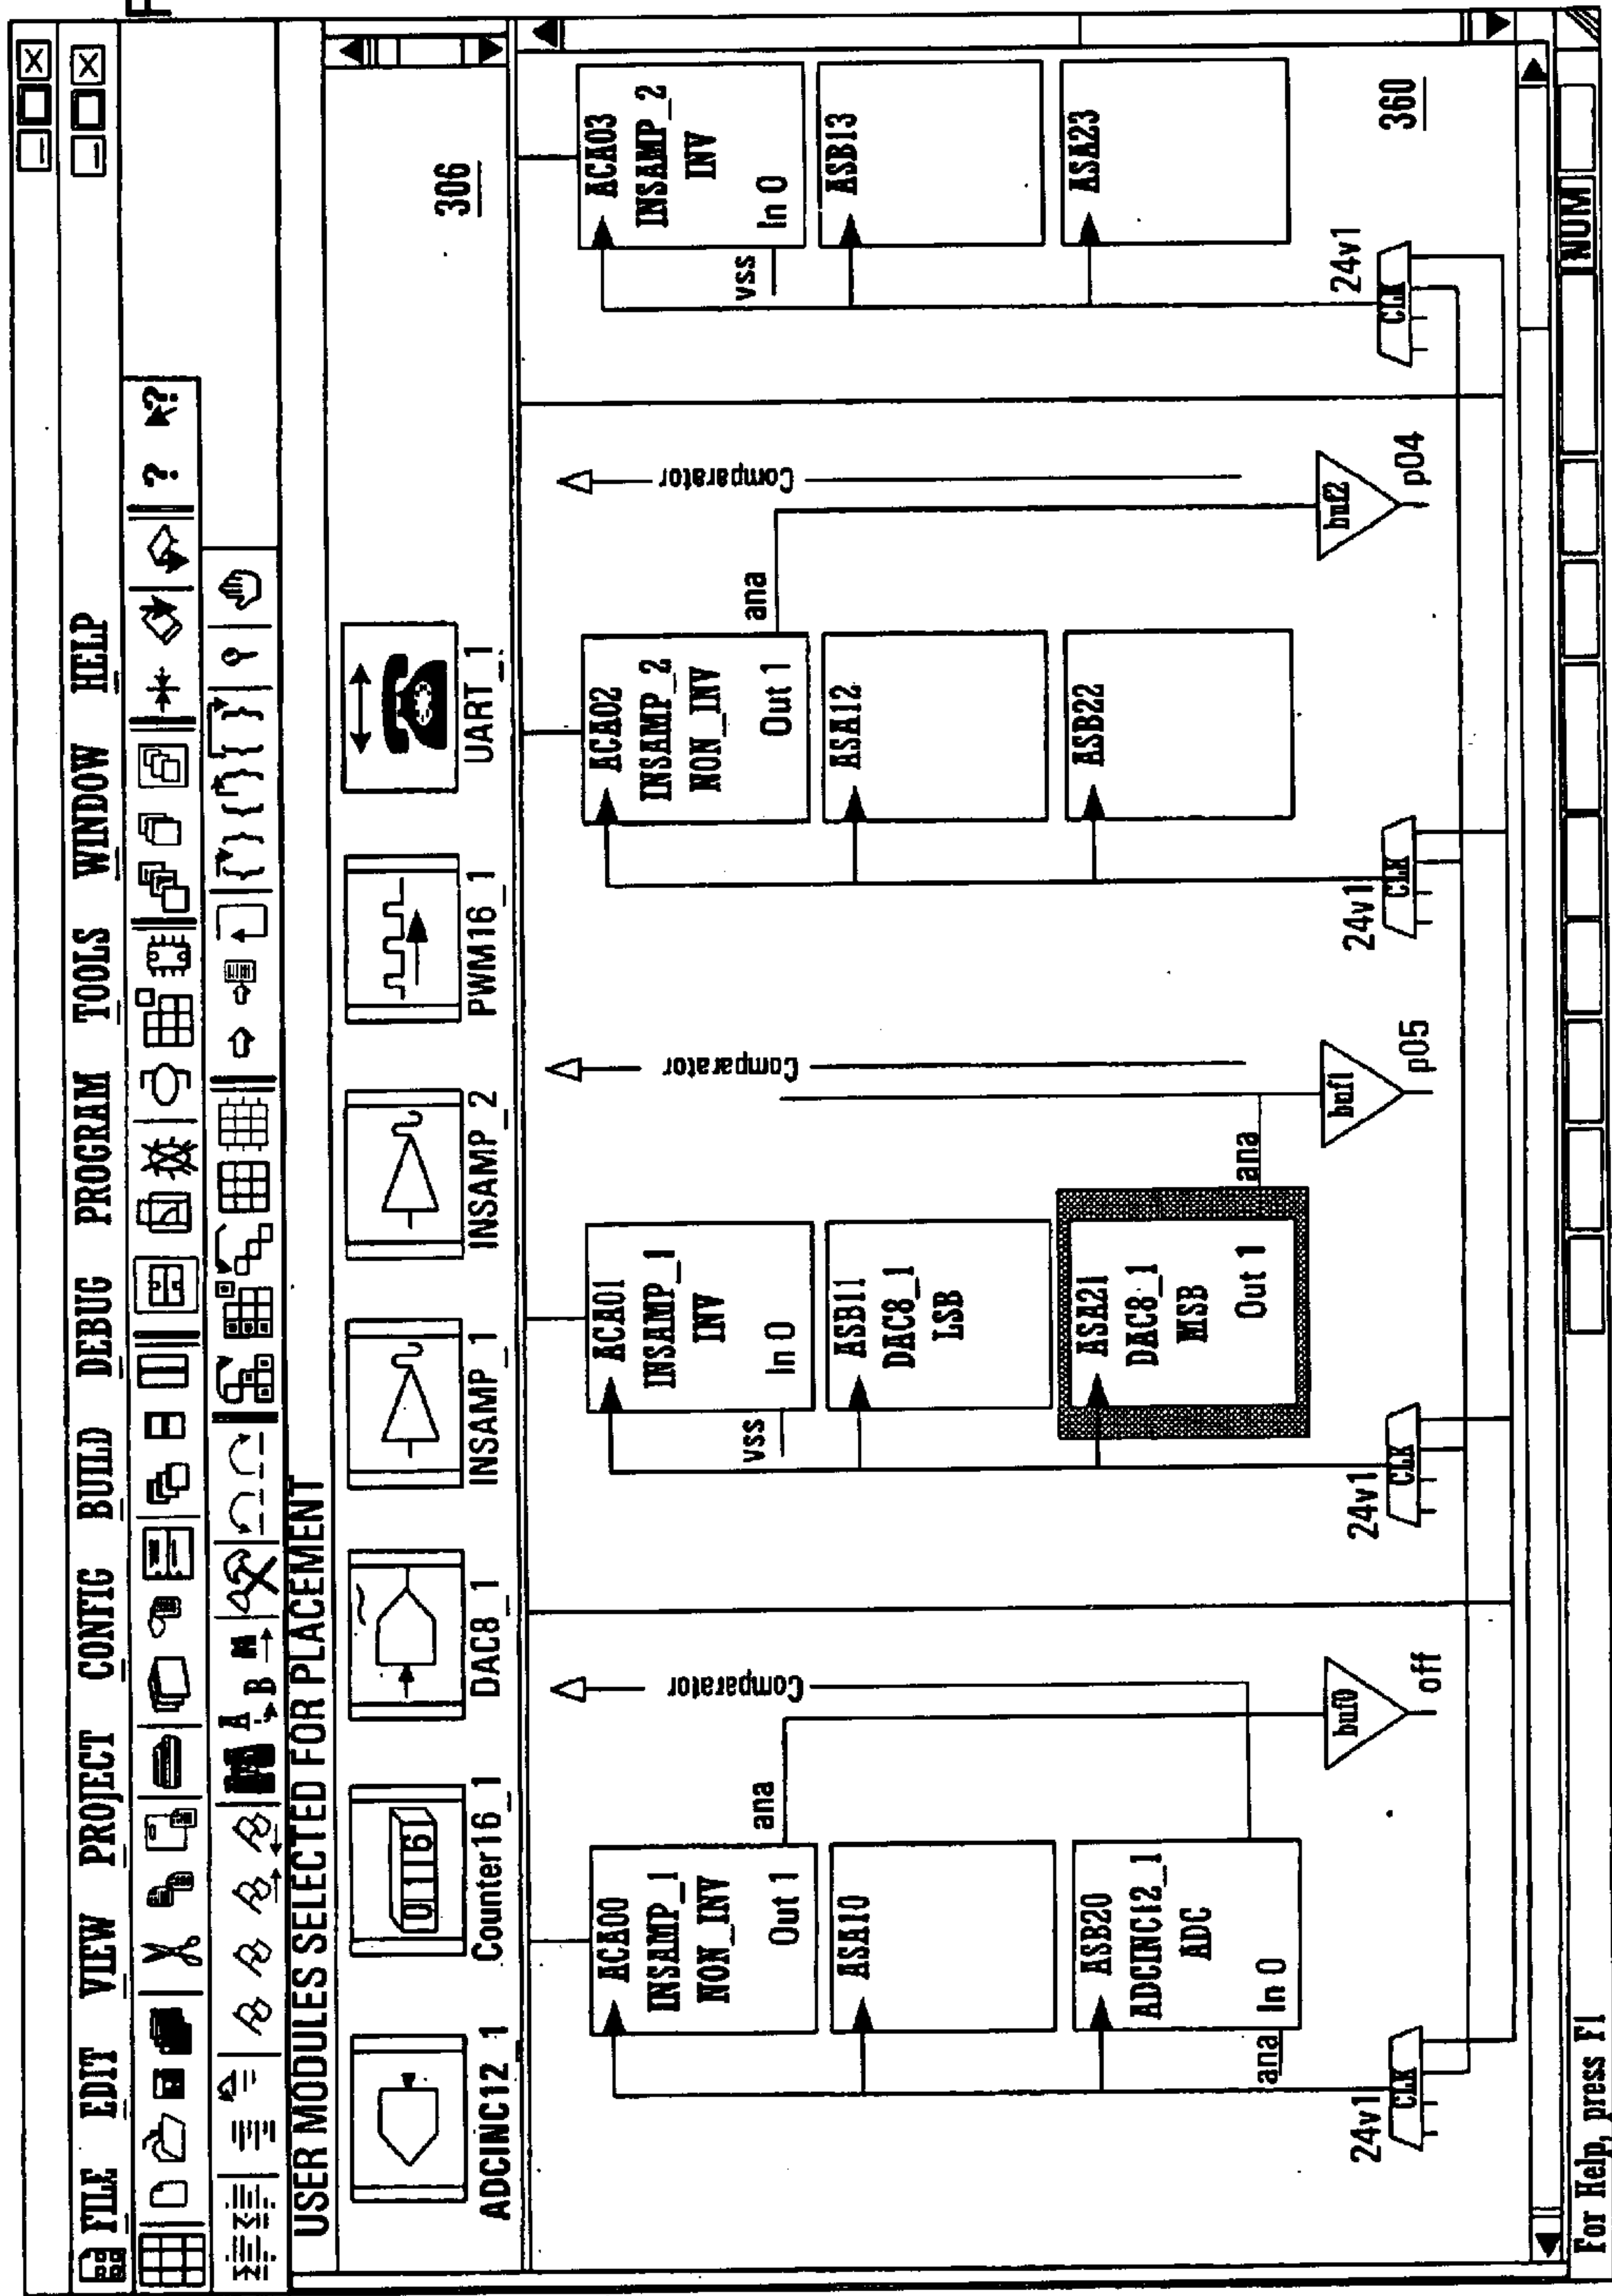 FILE EDIT VIEW PROJECT CONFIG BUILD DEBUG PROGRAM TOOLS WINDOW HELP
? ?
A B M
USER MODULES SELECTED FOR PLACEMENT
306
ADCINC12_1
Counter16_1
DAC8_1
INSAMP_1
INSAMP_2
PWM16_1
UART_1
ACA00
INSAMP_1
NON_INV
Out 1
ana
ASA10
ASB20
ADCINC12_1
ADC
In 0
ana
Comparator
buf0
off
24v1
CLK
ACA01
INSAMP_1
INV
In 0
vss
ASB11
DAC8_1
LSB
ASA21
DAC8_1
MSB
Out 1
ana
Comparator
buf1
p05
24v1
CLK
ACA02
INSAMP_2
NON_INV
Out 1
ana
ASA12
ASB22
Comparator
buf2
p04
24v1
CLK
ACA03
INSAMP_2
INV
In 0
vss
ASB13
ASA23
24v1
CLK
360
For Help, press F1
NUM